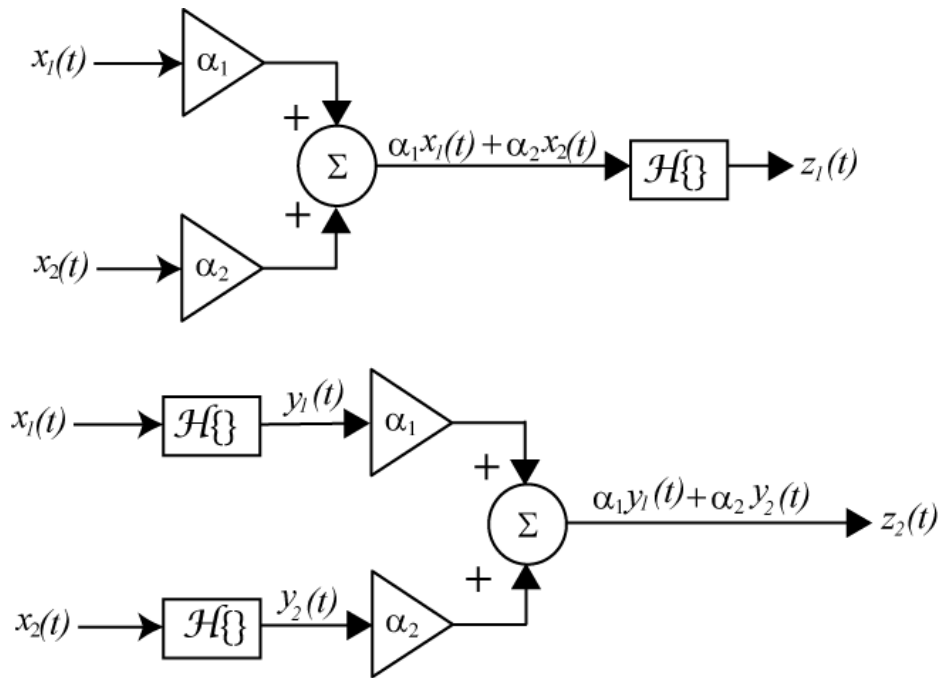 x₁(t)
α₁
+
Σ
α₁x₁(t)+α₂x₂(t)
ℋ{}
z₁(t)
+
x₂(t)
α₂
x₁(t)
ℋ{}
y₁(t)
α₁
+
Σ
α₁y₁(t)+α₂y₂(t)
z₂(t)
+
x₂(t)
ℋ{}
y₂(t)
α₂